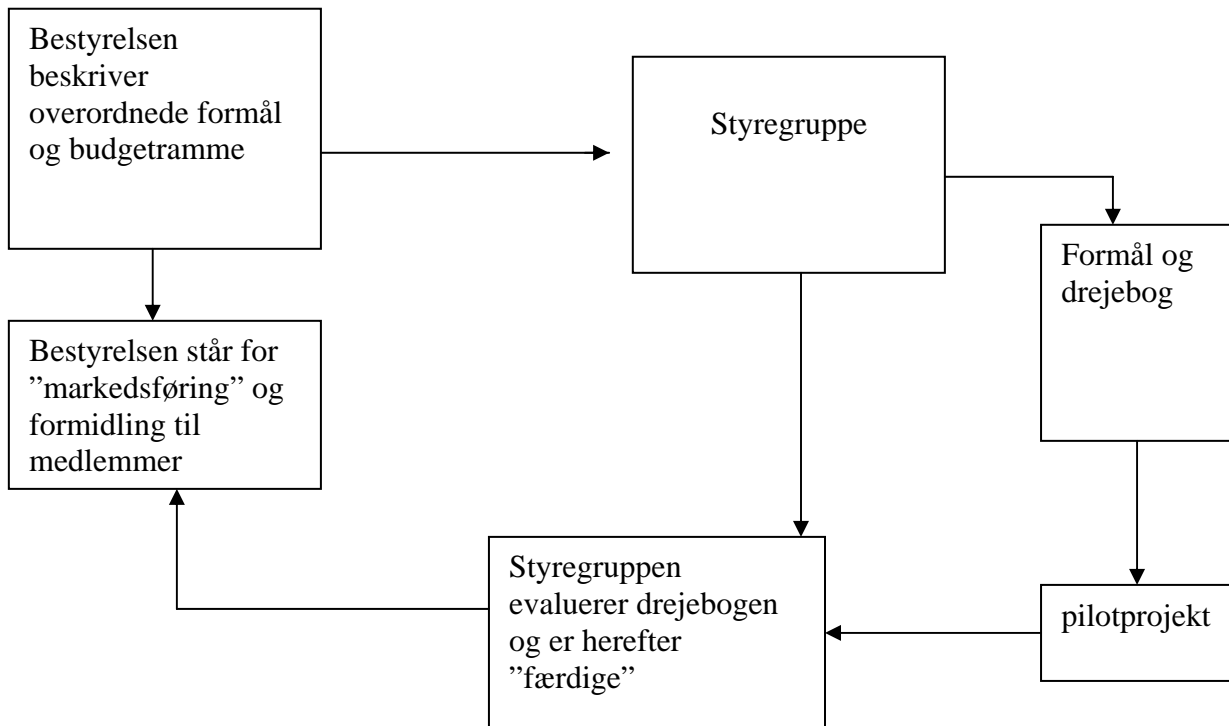 Bestyrelsen
beskriver
overordnede formål
og budgetramme
Styregruppe
Formål og
drejebog
Bestyrelsen står for
”markedsføring” og
formidling til
medlemmer
Styregruppen
evaluerer drejebogen
og er herefter
”færdige”
pilotprojekt